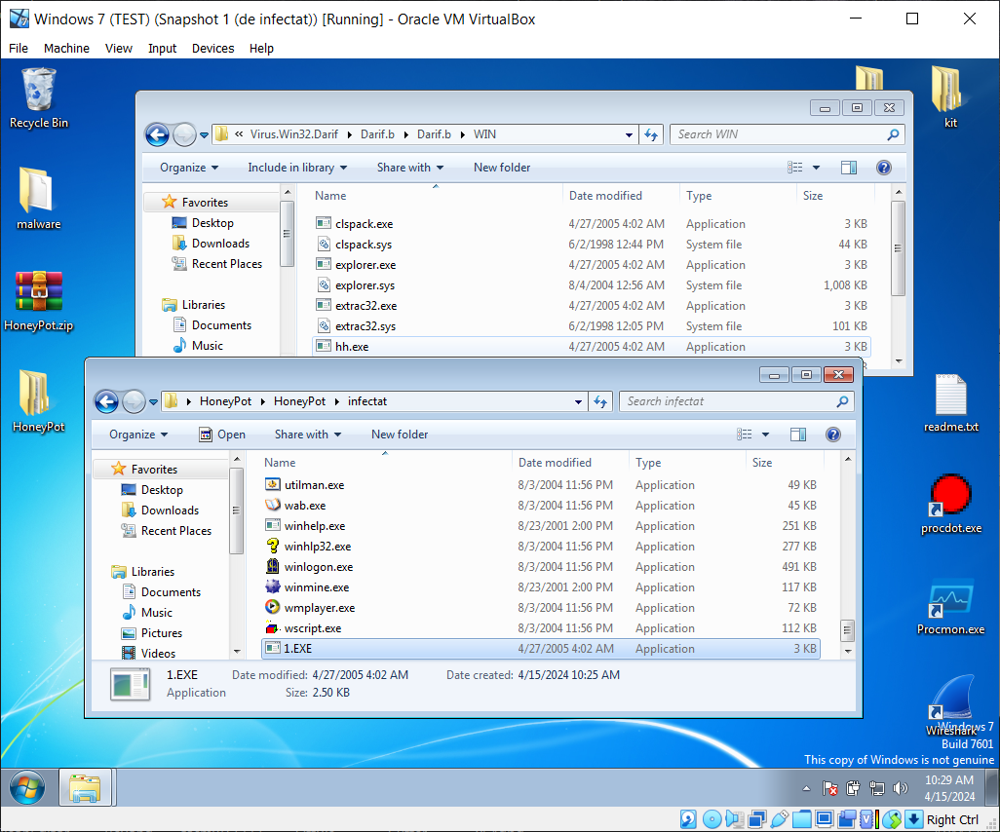 Windows 7 (TEST) (Snapshot 1 (de infectat)) [Running] - Oracle VM VirtualBox
File Machine View Input Devices Help
Recycle Bin
malware
HoneyPot.zip
HoneyPot
kit
readme.txt
procdot.exe
Procmon.exe
Wireshark
« Virus.Win32.Darif Darif.b Darif.b WIN
Search WIN
Organize Include in library Share with New folder
Favorites
Desktop
Downloads
Recent Places
Libraries
Documents
Music
Name Date modified Type Size
clspack.exe 4/27/2005 4:02 AM Application 3 KB
clspack.sys 6/2/1998 12:44 PM System file 44 KB
explorer.exe 4/27/2005 4:02 AM Application 3 KB
explorer.sys 8/4/2004 12:56 AM System file 1,008 KB
extrac32.exe 4/27/2005 4:02 AM Application 3 KB
extrac32.sys 6/2/1998 12:05 PM System file 101 KB
hh.exe 4/27/2005 4:02 AM Application 3 KB
HoneyPot HoneyPot infectat
Search infectat
Organize Open Share with New folder
Favorites
Desktop
Downloads
Recent Places
Libraries
Documents
Music
Pictures
Videos
Name Date modified Type Size
utilman.exe 8/3/2004 11:56 PM Application 49 KB
wab.exe 8/3/2004 11:56 PM Application 45 KB
winhelp.exe 8/23/2001 2:00 PM Application 251 KB
winhlp32.exe 8/3/2004 11:56 PM Application 277 KB
winlogon.exe 8/3/2004 11:56 PM Application 491 KB
winmine.exe 8/23/2001 2:00 PM Application 117 KB
wmplayer.exe 8/3/2004 11:56 PM Application 72 KB
wscript.exe 8/3/2004 11:56 PM Application 112 KB
1.EXE 4/27/2005 4:02 AM Application 3 KB
1.EXE Date modified: 4/27/2005 4:02 AM Date created: 4/15/2024 10:25 AM
Application Size: 2.50 KB
Windows 7
Build 7601
This copy of Windows is not genuine
10:29 AM
4/15/2024
Right Ctrl